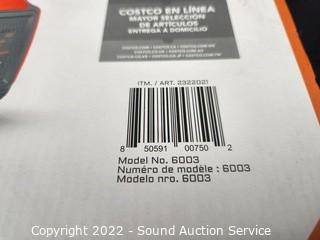 COSTCO EN LÍNEA
MAYOR SELECCIÓN
DE ARTÍCULOS
ENTREGA A DOMICILIO
ITM. / ART. 2322021
8 50591 00750 2
Model No. 6003
Numéro de modèle : 6003
Modelo nro. 6003
Copyright 2022 - Sound Auction Service